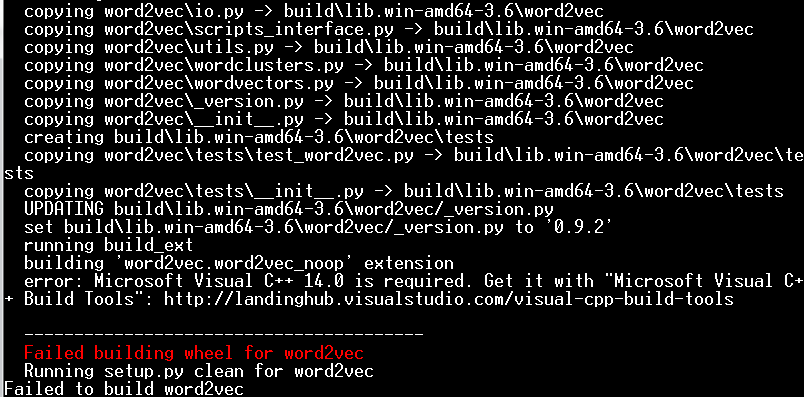 copying word2vec\io.py -> build\lib.win-amd64-3.6\word2vec
copying word2vec\scripts_interface.py -> build\lib.win-amd64-3.6\word2vec
copying word2vec\utils.py -> build\lib.win-amd64-3.6\word2vec
copying word2vec\wordclusters.py -> build\lib.win-amd64-3.6\word2vec
copying word2vec\wordvectors.py -> build\lib.win-amd64-3.6\word2vec
copying word2vec\_version.py -> build\lib.win-amd64-3.6\word2vec
copying word2vec\__init__.py -> build\lib.win-amd64-3.6\word2vec
creating build\lib.win-amd64-3.6\word2vec\tests
copying word2vec\tests\test_word2vec.py -> build\lib.win-amd64-3.6\word2vec\te
sts
copying word2vec\tests\__init__.py -> build\lib.win-amd64-3.6\word2vec\tests
UPDATING build\lib.win-amd64-3.6\word2vec/_version.py
set build\lib.win-amd64-3.6\word2vec/_version.py to '0.9.2'
running build_ext
building 'word2vec.word2vec_noop' extension
error: Microsoft Visual C++ 14.0 is required. Get it with "Microsoft Visual C+
+ Build Tools": http://landinghub.visualstudio.com/visual-cpp-build-tools
----------------------------------------
Failed building wheel for word2vec
Running setup.py clean for word2vec
Failed to build word2vec